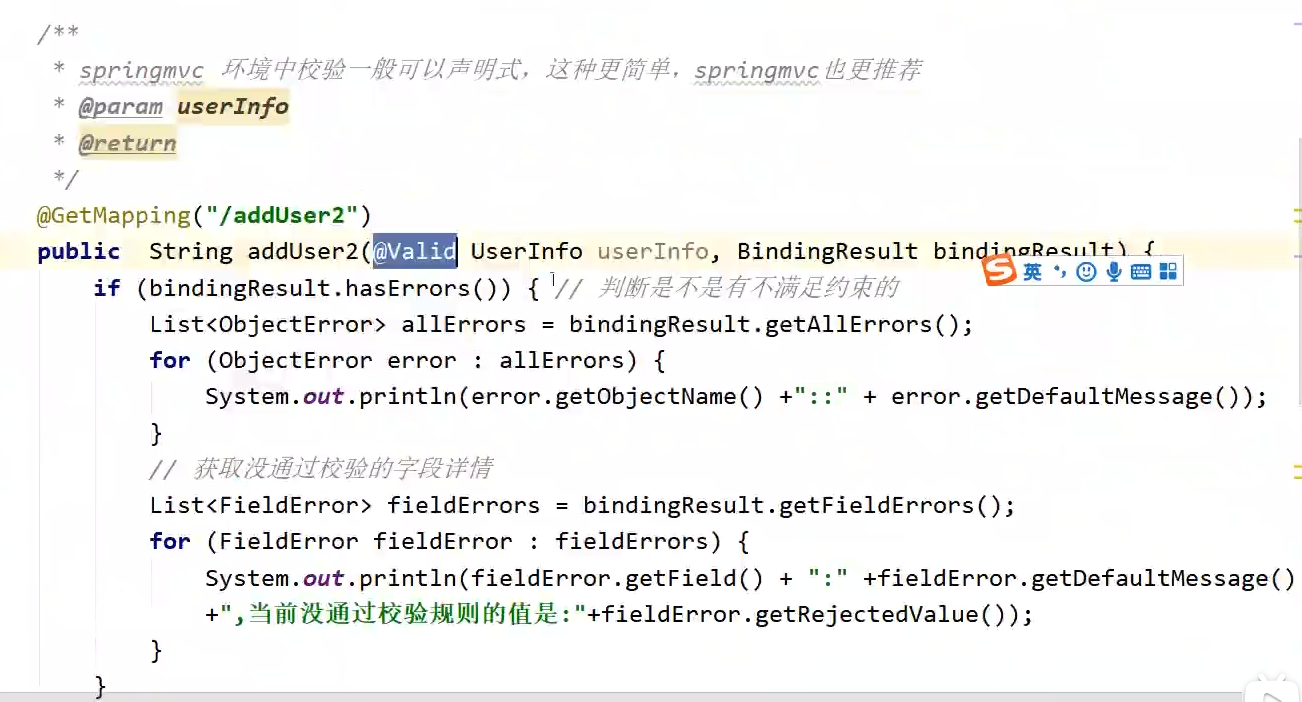 /**
* springmvc 环境中校验一般可以声明式，这种更简单，springmvc也更推荐
* @param userInfo
* @return
*/
@GetMapping("/addUser2")
public String addUser2(@Valid UserInfo userInfo, BindingResult bindingResult) {
英
if (bindingResult.hasErrors()) { // 判断是不是有不满足约束的
List<ObjectError> allErrors = bindingResult.getAllErrors();
for (ObjectError error : allErrors) {
System.out.println(error.getObjectName() +"::" + error.getDefaultMessage());
}
// 获取没通过校验的字段详情
List<FieldError> fieldErrors = bindingResult.getFieldErrors();
for (FieldError fieldError : fieldErrors) {
System.out.println(fieldError.getField() + ":" +fieldError.getDefaultMessage()
+",当前没通过校验规则的值是:"+fieldError.getRejectedValue());
}
}